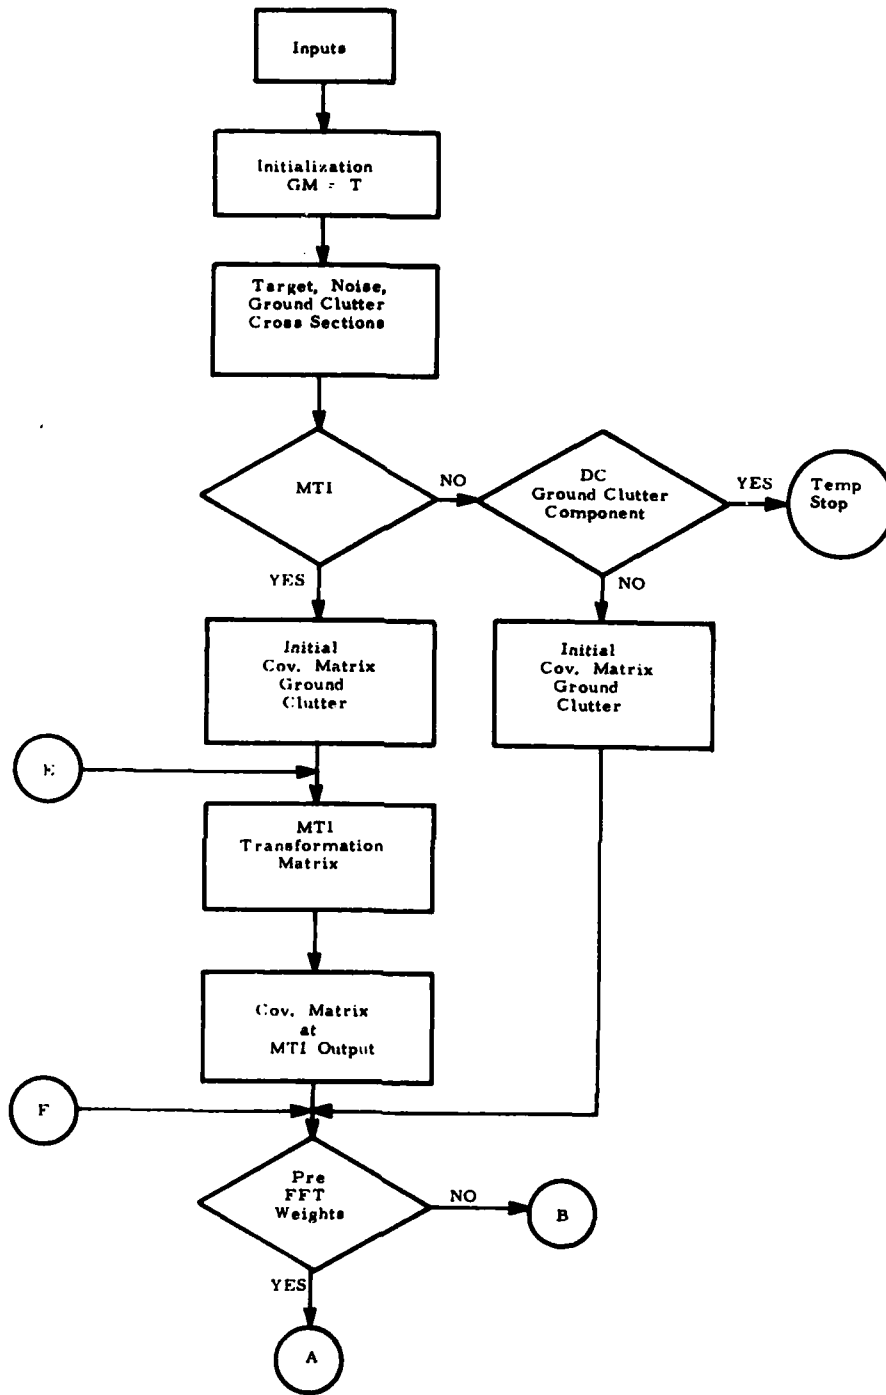 Inputs
Initialization
GM = T
Target, Noise,
Ground Clutter
Cross Sections
MTI
NO
DC
Ground Clutter
Component
YES
Temp
Stop
YES
NO
Initial
Cov. Matrix
Ground
Clutter
Initial
Cov. Matrix
Ground
Clutter
E
MTI
Transformation
Matrix
Cov. Matrix
at
MTI Output
F
Pre
FFT
Weights
NO
B
YES
A